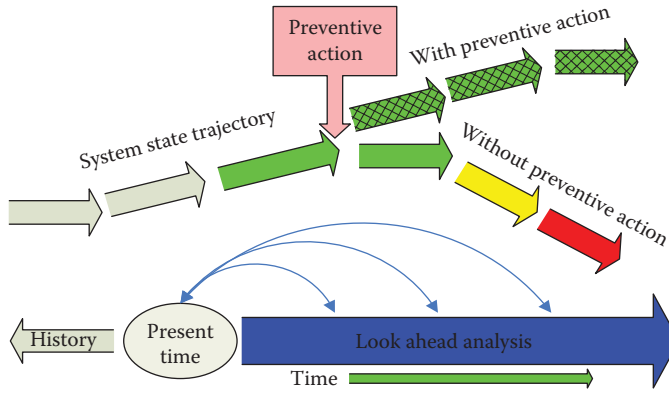 Preventive
action
With preventive action
System state trajectory
Without preventive action
History
Present
time
Look ahead analysis
Time